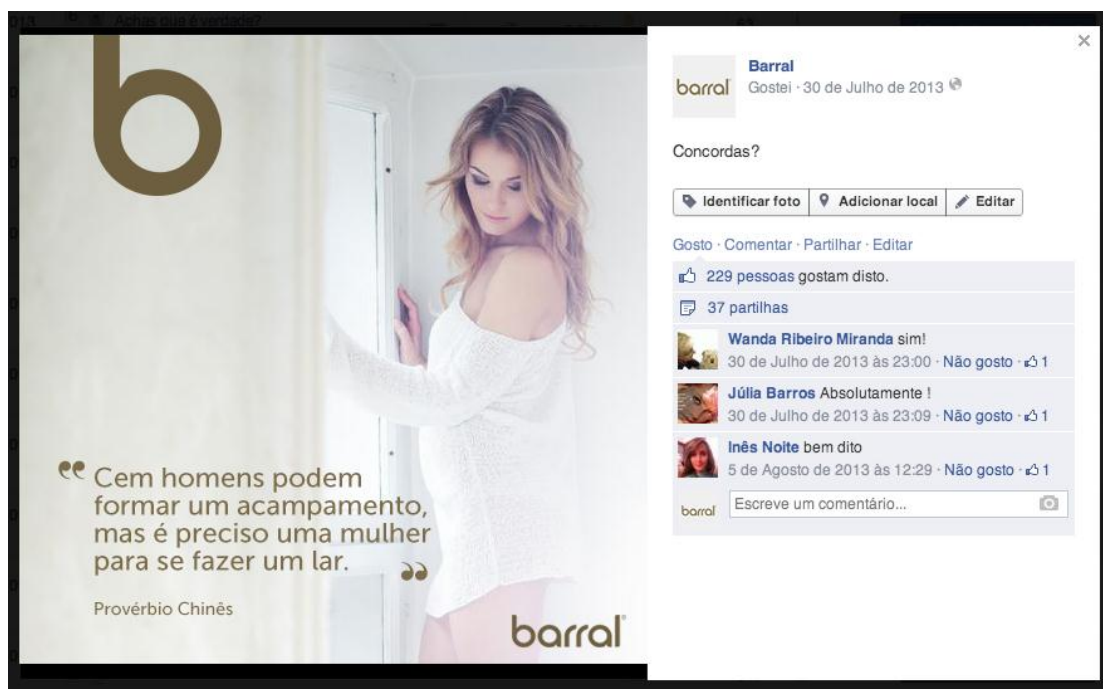 Achas que é verdade?
b
“ Cem homens podem
formar um acampamento,
mas é preciso uma mulher
para se fazer um lar. ”
Provérbio Chinês
barral
×
barral
Barral
Gostei · 30 de Julho de 2013
Concordas?
Identificar foto Adicionar local Editar
Gosto · Comentar · Partilhar · Editar
229 pessoas gostam disto.
37 partilhas
Wanda Ribeiro Miranda sim!
30 de Julho de 2013 às 23:00 · Não gosto · 1
Júlia Barros Absolutamente !
30 de Julho de 2013 às 23:09 · Não gosto · 1
Inês Noite bem dito
5 de Agosto de 2013 às 12:29 · Não gosto · 1
barral
Escreve um comentário...